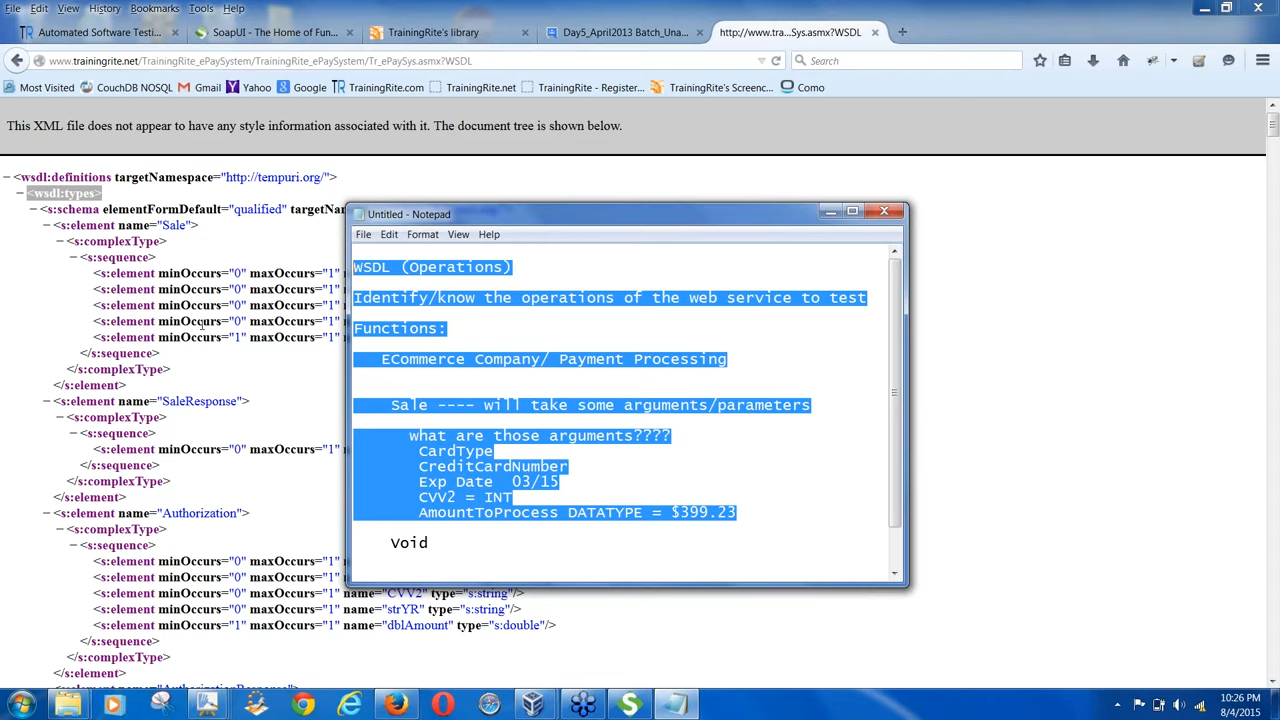 File Edit View History Bookmarks Tools Help
Automated Software Testi...
SoapUI - The Home of Fun...
TrainingRite's library
Day5_April2013 Batch_Una...
http://www.tra...Sys.asmx?WSDL
www.trainingrite.net/TrainingRite_ePaySystem/TrainingRite_ePaySystem/Tr_ePaySys.asmx?WSDL
Search
Most Visited CouchDB NOSQL Gmail Yahoo Google TrainingRite.com TrainingRite.net TrainingRite - Register... TrainingRite's Screenc... Como
This XML file does not appear to have any style information associated with it. The document tree is shown below.
<wsdl:definitions targetNamespace="http://tempuri.org/">
<wsdl:types>
<s:schema elementFormDefault="qualified"
<s:element name="Sale">
<s:complexType>
<s:sequence>
<s:element minOccurs="0" maxOccurs="1"
<s:element minOccurs="0" maxOccurs="1"
<s:element minOccurs="0" maxOccurs="1"
<s:element minOccurs="0" maxOccurs="1"
<s:element minOccurs="1" maxOccurs="1"
</s:sequence>
</s:complexType>
</s:element>
<s:element name="SaleResponse">
<s:complexType>
<s:sequence>
<s:element minOccurs="0" maxOccurs="1"
</s:sequence>
</s:complexType>
</s:element>
<s:element name="Authorization">
<s:complexType>
<s:sequence>
<s:element minOccurs="0" maxOccurs="1"
<s:element minOccurs="0" maxOccurs="1"
<s:element minOccurs="0" maxOccurs="1" name="CVV2" type="s:string"/>
<s:element minOccurs="0" maxOccurs="1" name="strYR" type="s:string"/>
<s:element minOccurs="1" maxOccurs="1" name="dblAmount" type="s:double"/>
</s:sequence>
</s:complexType>
</s:element>
Untitled - Notepad
File Edit Format View Help
WSDL (Operations)
Identify/know the operations of the web service to test
Functions:
ECommerce Company/ Payment Processing
Sale ---- will take some arguments/parameters
what are those arguments????
CardType
CreditCardNumber
Exp Date 03/15
CVV2 = INT
AmountToProcess DATATYPE = $399.23
Void
10:26 PM
8/4/2015